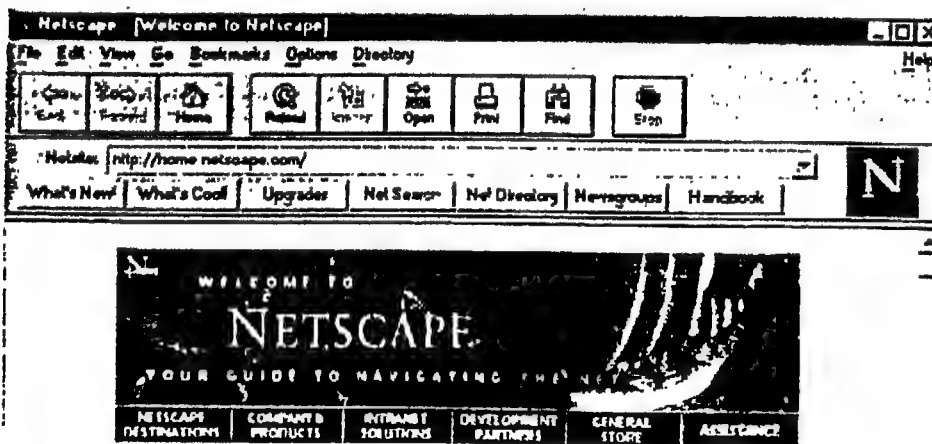 Netscape [Welcome to Netscape]
File Edit View Go Bookmarks Options Directory Help
Back Forward Home Reload Open Print Find Stop
Netsite: http://home.netscape.com/
What's New! What's Cool! Upgrades Net Search Net Directory Newsgroups Handbook
N
N
WELCOME TO
NETSCAPE
YOUR GUIDE TO NAVIGATING THE NET
NETSCAPE DESTINATIONS
COMPANY & PRODUCTS
INTRANET SOLUTIONS
DEVELOPMENT PARTNERS
GENERAL STORE
ASSISTANCE